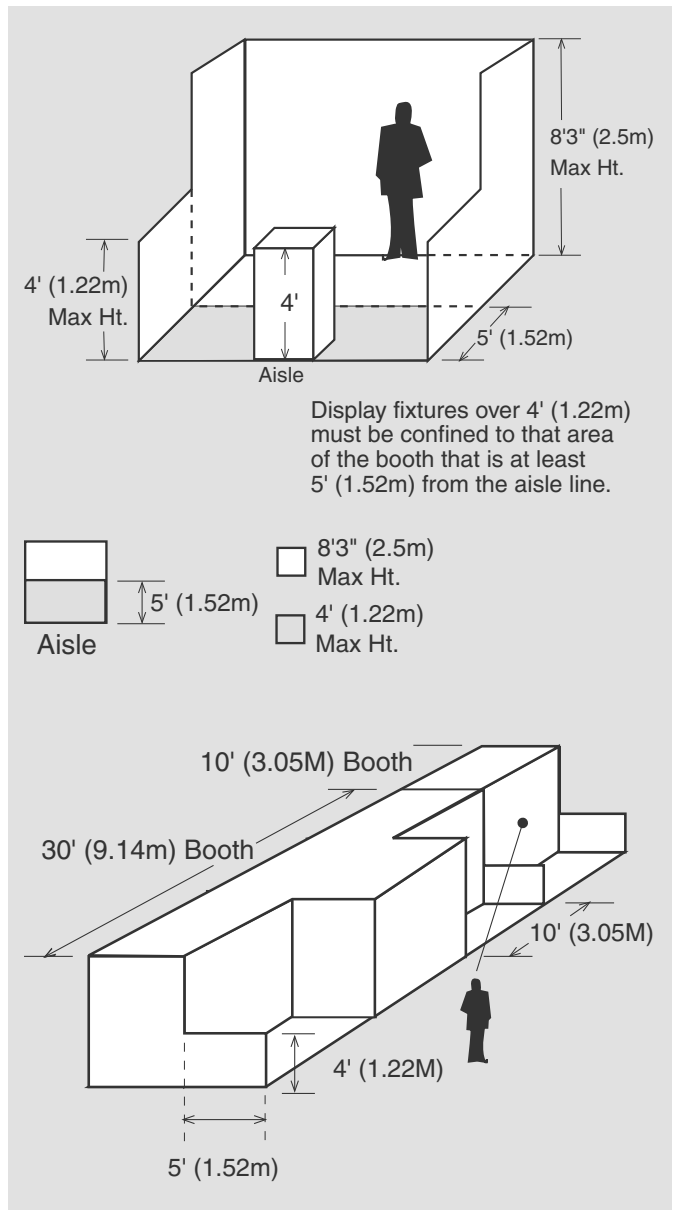 8'3" (2.5m)
Max Ht.
4' (1.22m)
Max Ht.
4'
5' (1.52m)
Aisle
Display fixtures over 4' (1.22m)
must be confined to that area
of the booth that is at least
5' (1.52m) from the aisle line.
8'3" (2.5m)
Max Ht.
5' (1.52m)
4' (1.22m)
Max Ht.
Aisle
10' (3.05M) Booth
30' (9.14m) Booth
10' (3.05M)
4' (1.22M)
5' (1.52m)